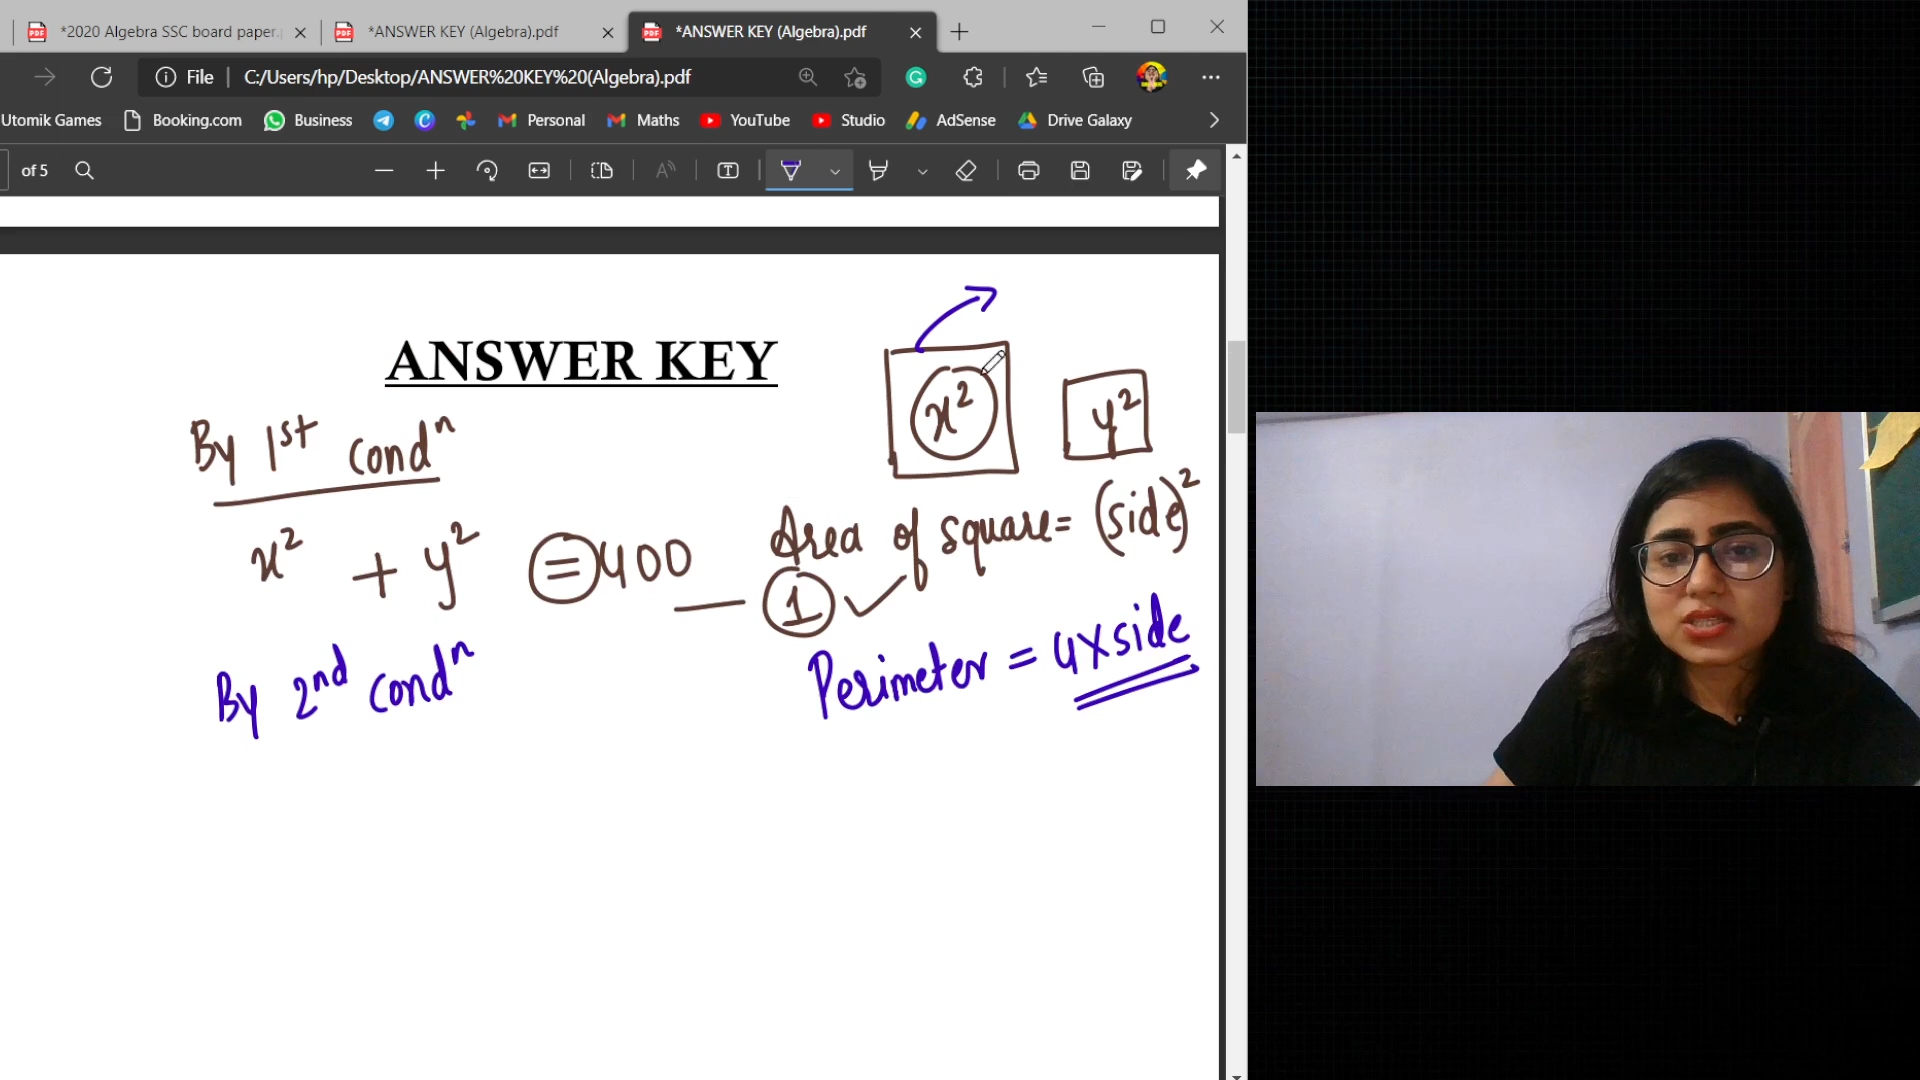 *2020 Algebra SSC board paper.p
*ANSWER KEY (Algebra).pdf
*ANSWER KEY (Algebra).pdf
File
C:/Users/hp/Desktop/ANSWER%20KEY%20(Algebra).pdf
Utomik Games
Booking.com
Business
Personal
Maths
YouTube
Studio
AdSense
Drive Galaxy
of 5
ANSWER KEY
x²
y²
By 1st condⁿ
x² + y² = 400 — 1
Area of square = (side)²
By 2nd condⁿ
Perimeter = 4×side